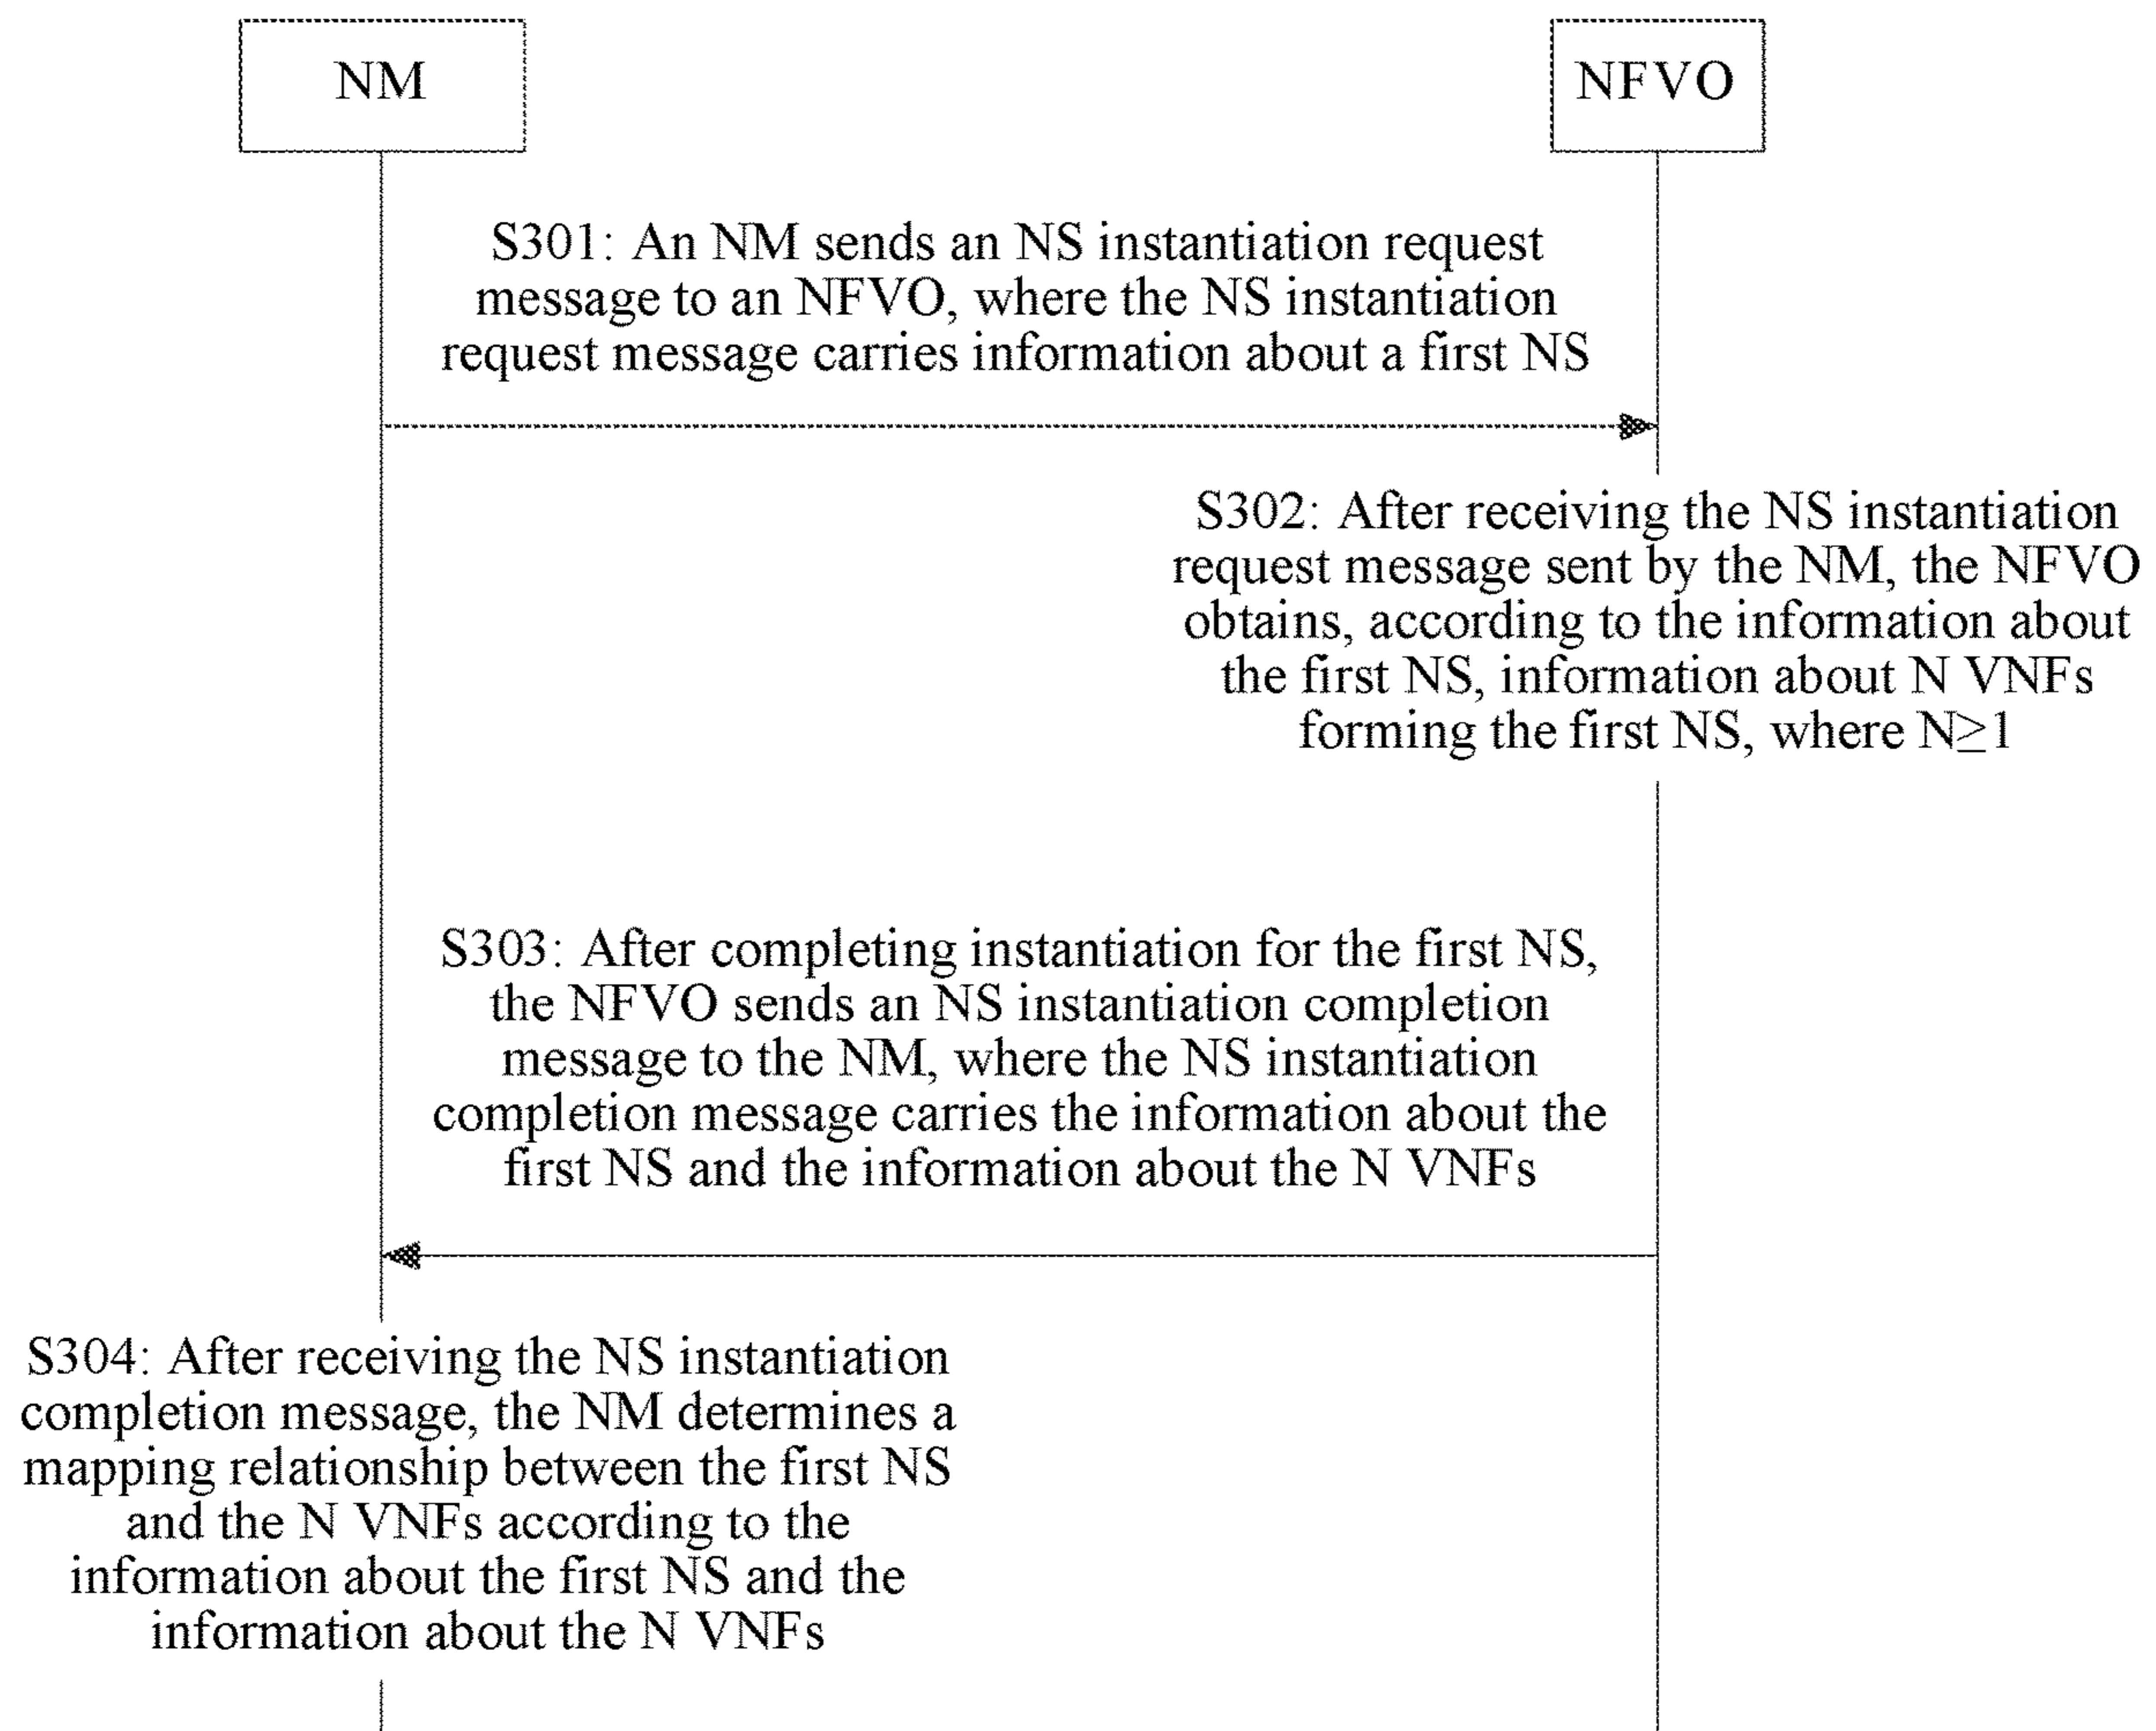 NM
NFVO
S301: An NM sends an NS instantiation request
message to an NFVO, where the NS instantiation
request message carries information about a first NS
S302: After receiving the NS instantiation
request message sent by the NM, the NFVO
obtains, according to the information about
the first NS, information about N VNFs
forming the first NS, where N≥1
S303: After completing instantiation for the first NS,
the NFVO sends an NS instantiation completion
message to the NM, where the NS instantiation
completion message carries the information about the
first NS and the information about the N VNFs
S304: After receiving the NS instantiation
completion message, the NM determines a
mapping relationship between the first NS
and the N VNFs according to the
information about the first NS and the
information about the N VNFs